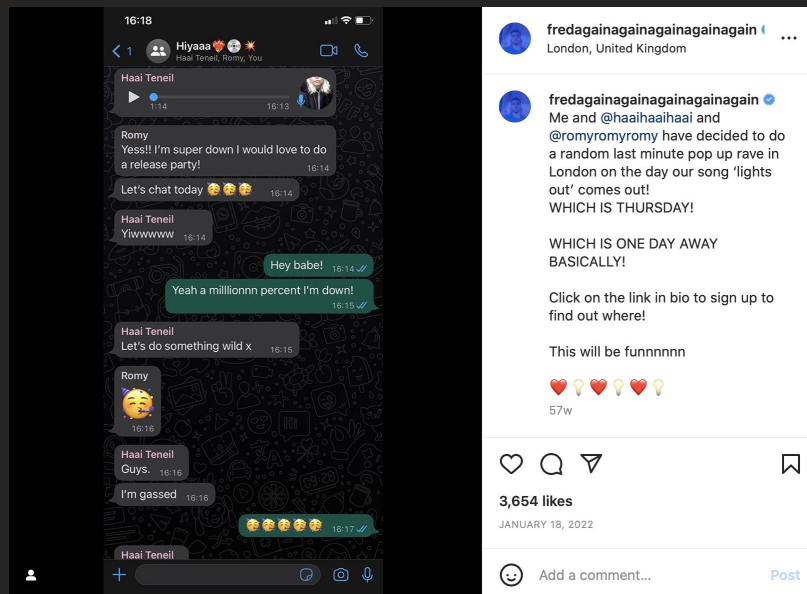 16:18
1
Hiyaaa❤️‍🔥💿💥
Haai Teneil, Romy, You
Haai Teneil
1:14
16:13
Romy
Yess!! I'm super down I would love to do
a release party!
16:14
Let's chat today 🥳🥳🥳
16:14
Haai Teneil
Yiwwwww
16:14
Hey babe!
16:14
Yeah a milllionnn percent I'm down!
16:15
Haai Teneil
Let's do something wild x
16:15
Romy
🥳
16:16
Haai Teneil
Guys.
16:16
I'm gassed
16:16
🥳🥳🥳🥳🥳
16:17
Haai Teneil
fredagainagainagainagainagain
London, United Kingdom
fredagainagainagainagainagain
Me and @haaihaaihaai and
@romyromyromy have decided to do
a random last minute pop up rave in
London on the day our song 'lights
out' comes out!
WHICH IS THURSDAY!
WHICH IS ONE DAY AWAY
BASICALLY!
Click on the link in bio to sign up to
find out where!
This will be funnnnnn
❤️💡❤️💡❤️💡
57w
3,654 likes
JANUARY 18, 2022
Add a comment...
Post